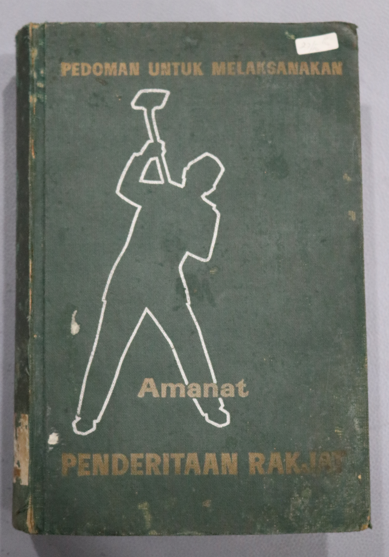 PEDOMAN UNTUK MELAKSANAKAN
Amanat
PENDERITAAN RAKJAT